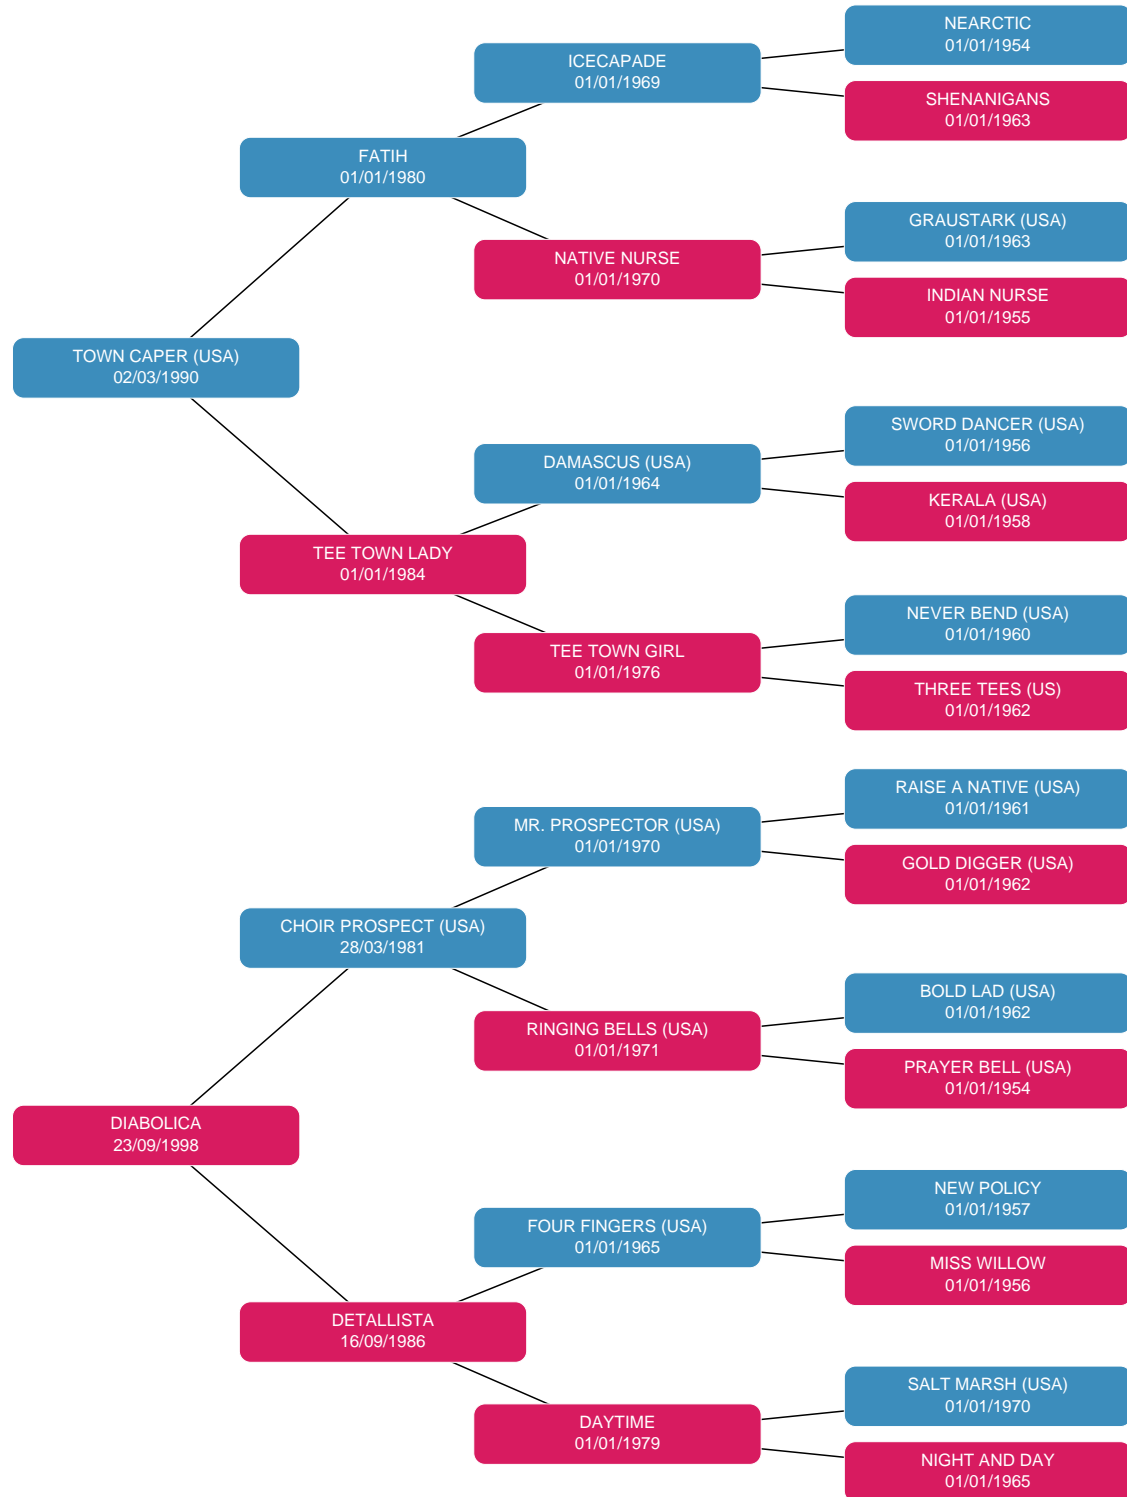 NEARCTIC
01/01/1954
ICECAPADE
01/01/1969
SHENANIGANS
01/01/1963
FATIH
01/01/1980
GRAUSTARK (USA)
01/01/1963
NATIVE NURSE
01/01/1970
INDIAN NURSE
01/01/1955
TOWN CAPER (USA)
02/03/1990
SWORD DANCER (USA)
01/01/1956
DAMASCUS (USA)
01/01/1964
KERALA (USA)
01/01/1958
TEE TOWN LADY
01/01/1984
NEVER BEND (USA)
01/01/1960
TEE TOWN GIRL
01/01/1976
THREE TEES (US)
01/01/1962
RAISE A NATIVE (USA)
01/01/1961
MR. PROSPECTOR (USA)
01/01/1970
GOLD DIGGER (USA)
01/01/1962
CHOIR PROSPECT (USA)
28/03/1981
BOLD LAD (USA)
01/01/1962
RINGING BELLS (USA)
01/01/1971
PRAYER BELL (USA)
01/01/1954
DIABOLICA
23/09/1998
NEW POLICY
01/01/1957
FOUR FINGERS (USA)
01/01/1965
MISS WILLOW
01/01/1956
DETALLISTA
16/09/1986
SALT MARSH (USA)
01/01/1970
DAYTIME
01/01/1979
NIGHT AND DAY
01/01/1965